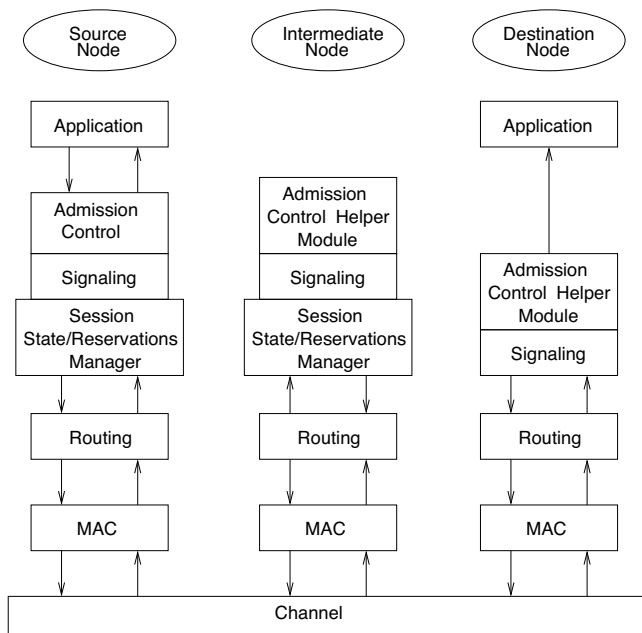 Source
Node
Intermediate
Node
Destination
Node
Application
Application
Admission
Control
Admission
Control Helper
Module
Admission
Control Helper
Module
Signaling
Signaling
Signaling
Session
State/Reservations
Manager
Session
State/Reservations
Manager
Routing
Routing
Routing
MAC
MAC
MAC
Channel